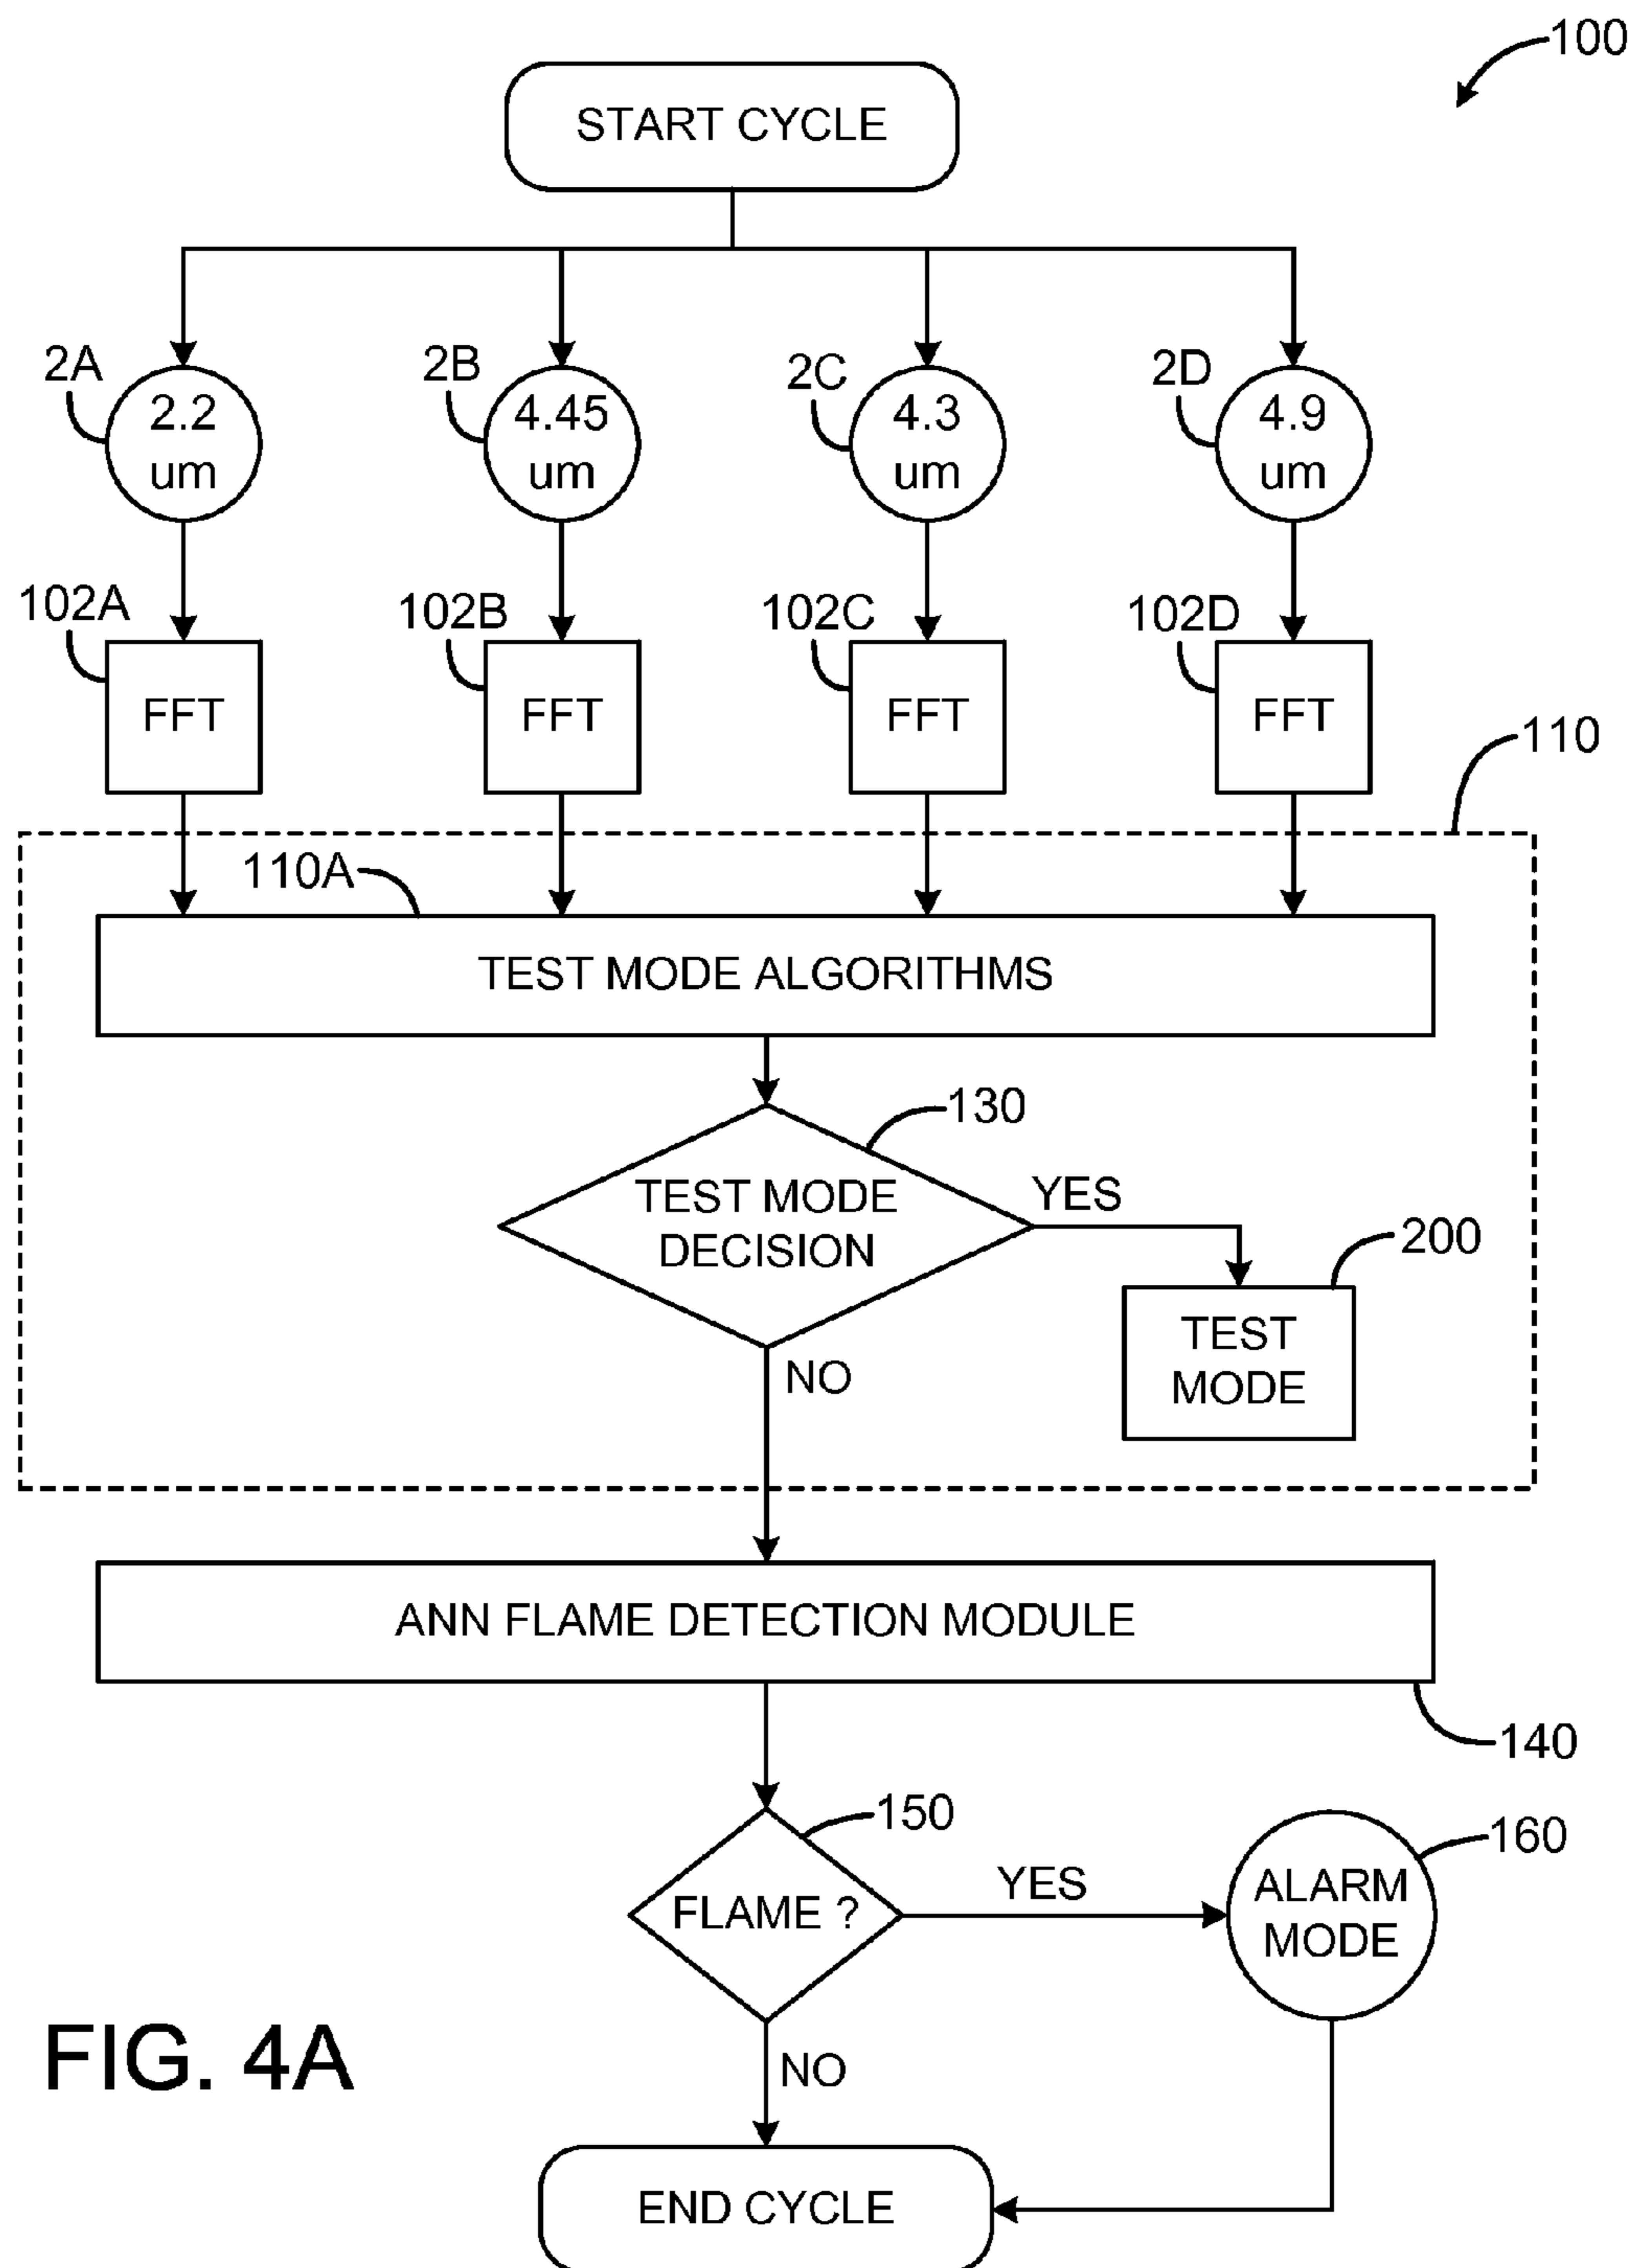 100
START CYCLE
2A
2B
2C
2D
2.2
um
4.45
um
4.3
um
4.9
um
102A
102B
102C
102D
FFT
FFT
FFT
FFT
110
110A
TEST MODE ALGORITHMS
130
TEST MODE
DECISION
YES
200
TEST
MODE
NO
ANN FLAME DETECTION MODULE
140
150
160
FLAME ?
YES
ALARM
MODE
NO
FIG. 4A
END CYCLE